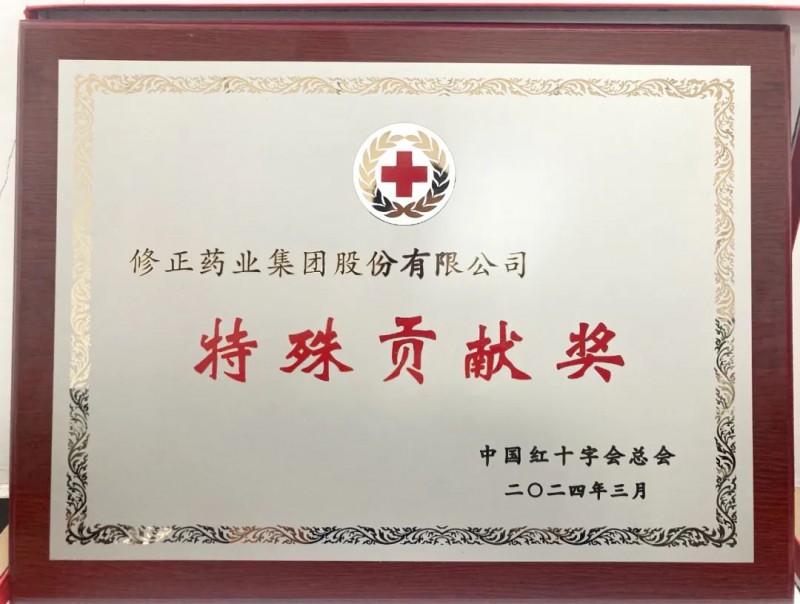 修正药业集团股份有限公司
特殊贡献奖
中国红十字会总会
二〇二四年三月